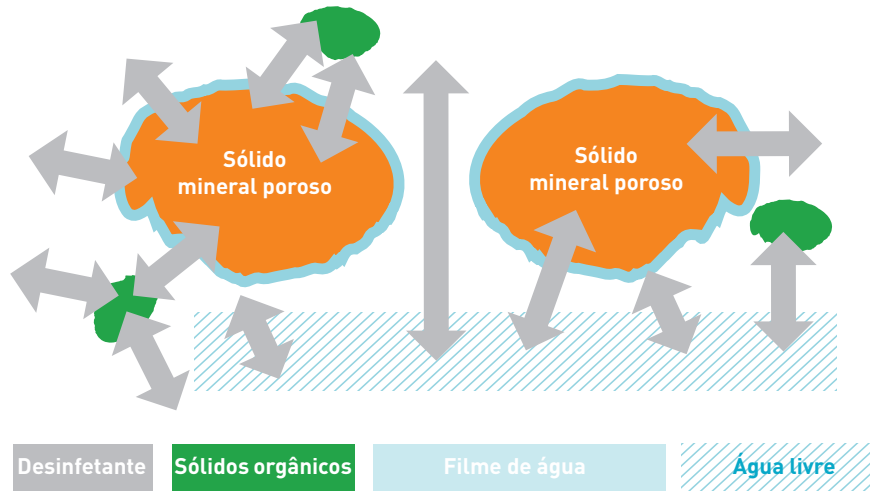 Sólido
mineral poroso
Sólido
mineral poroso
Desinfetante
Sólidos orgânicos
Filme de água
Água livre